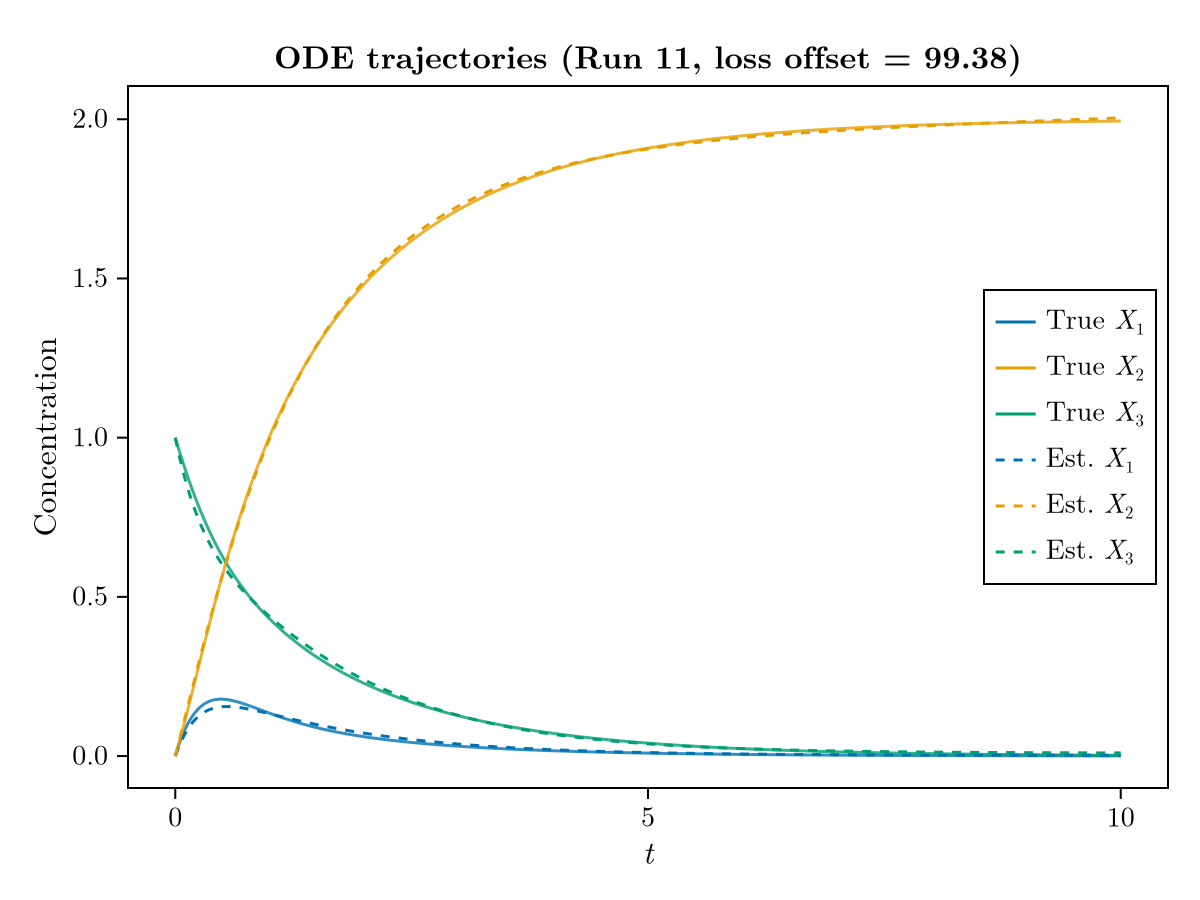 ODE trajectories (Run 11, loss offset = 99.38)
Concentration
2.0
1.5
1.0
0.5
0.0
0
5
10
t
True X₁
True X₂
True X₃
Est. X₁
Est. X₂
Est. X₃